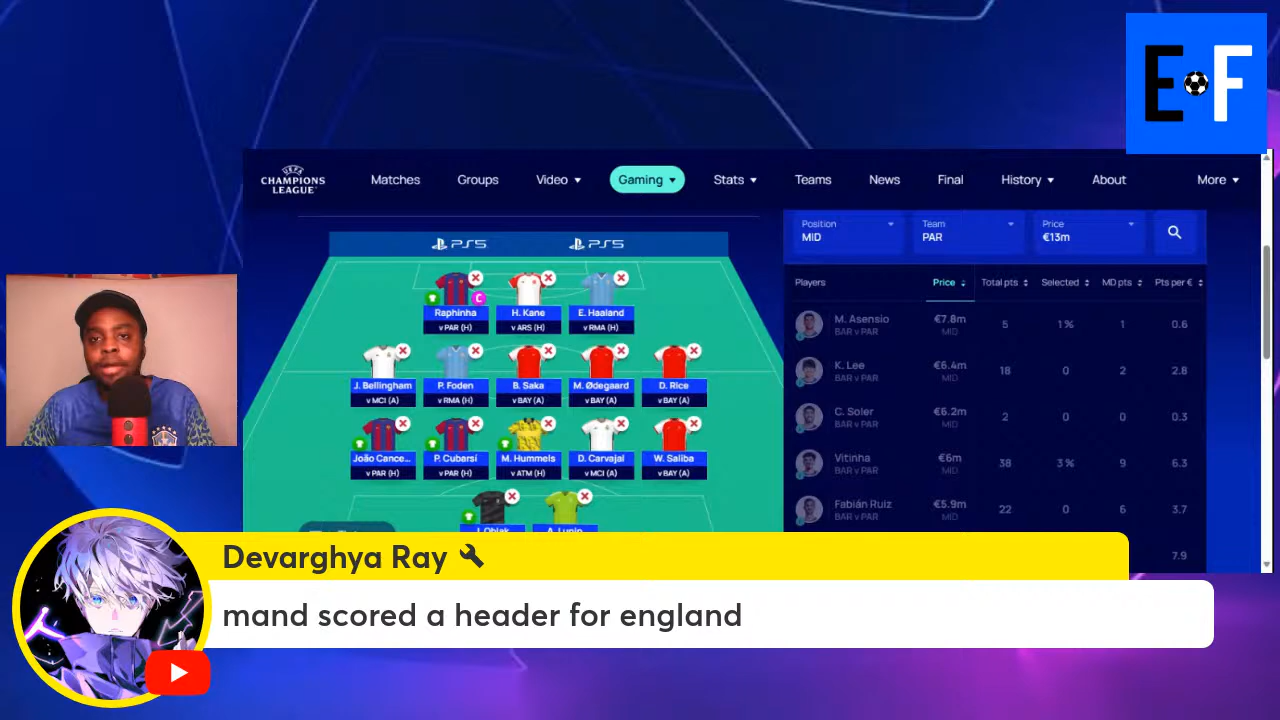 E F
UEFA
CHAMPIONS
LEAGUE
Matches
Groups
Video
Gaming
Stats
Teams
News
Final
History
About
More
PS5
PS5
Raphinha
v PAR (H)
C
H. Kane
v ARS (H)
E. Haaland
v RMA (H)
J. Bellingham
v MCI (A)
P. Foden
v RMA (H)
B. Saka
v BAY (A)
M. Ødegaard
v BAY (A)
D. Rice
v BAY (A)
João Cance...
v PAR (H)
P. Cubarsí
v PAR (H)
M. Hummels
v ATM (H)
D. Carvajal
v MCI (A)
W. Saliba
v BAY (A)
J. Oblak
A. Lunin
Position
MID
Team
PAR
Price
€13m
Players
Price
Total pts
Selected
MD pts
Pts per €
M. Asensio
BAR v PAR
€7.8m
MID
5
1 %
1
0.6
K. Lee
BAR v PAR
€6.4m
MID
18
0
2
2.8
C. Soler
BAR v PAR
€6.2m
MID
2
0
0
0.3
Vitinha
BAR v PAR
€6m
MID
38
3 %
9
6.3
Fabián Ruiz
BAR v PAR
€5.9m
MID
22
0
6
3.7
7.9
Devarghya Ray
mand scored a header for england